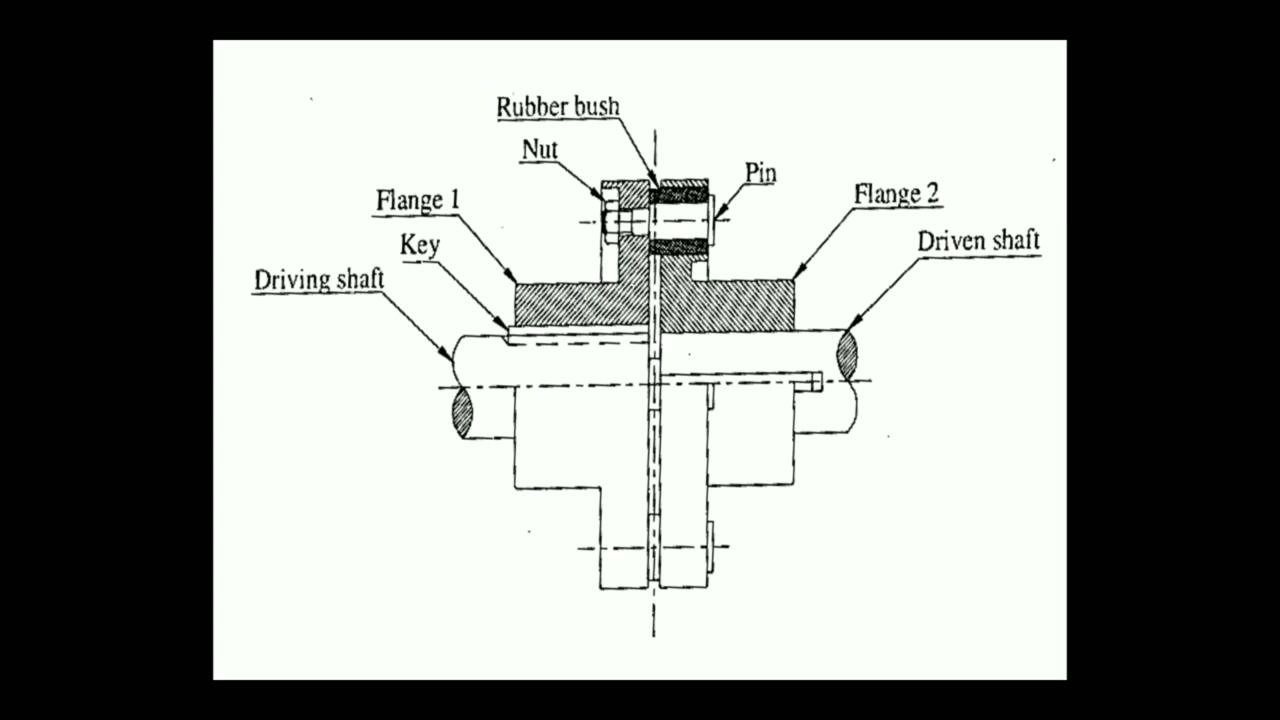 Rubber bush
Nut
Pin
Flange 1
Flange 2
Key
Driven shaft
Driving shaft